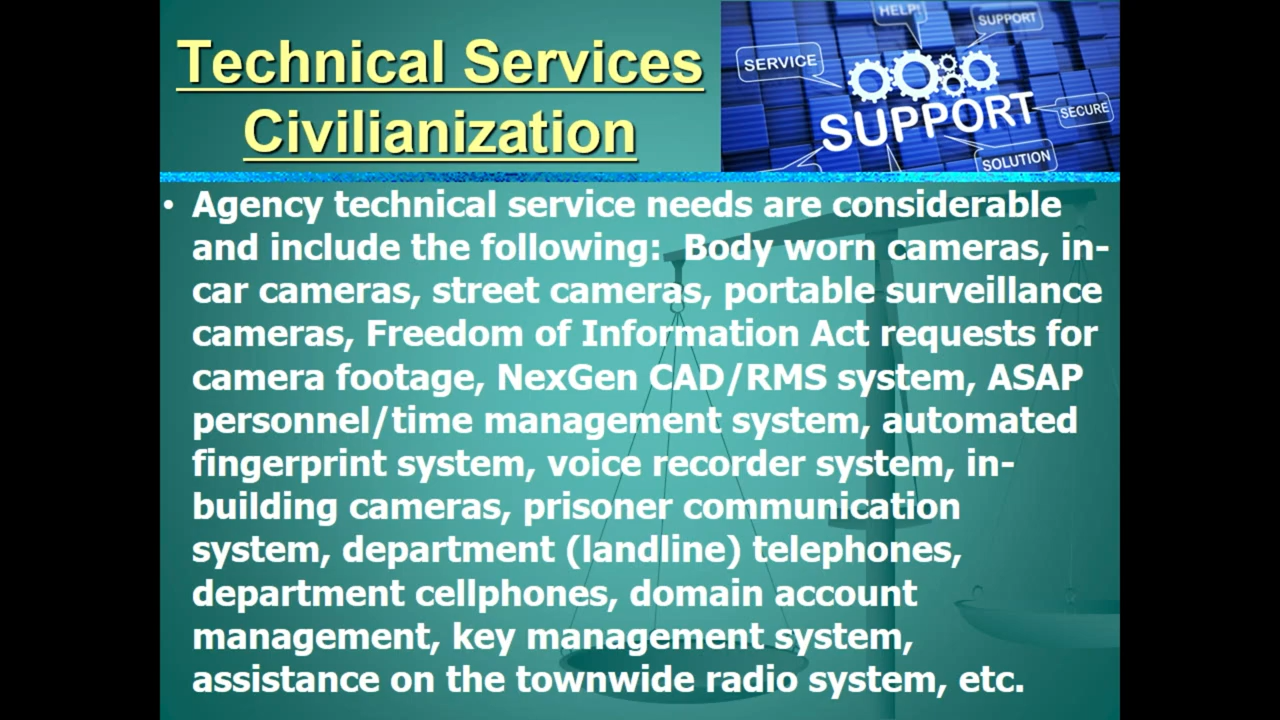 Technical Services
Civilianization
HELP!
SUPPORT
SERVICE
SUPPORT
SECURE
SOLUTION
• Agency technical service needs are considerable
and include the following:  Body worn cameras, in-
car cameras, street cameras, portable surveillance
cameras, Freedom of Information Act requests for
camera footage, NexGen CAD/RMS system, ASAP
personnel/time management system, automated
fingerprint system, voice recorder system, in-
building cameras, prisoner communication
system, department (landline) telephones,
department cellphones, domain account
management, key management system,
assistance on the townwide radio system, etc.